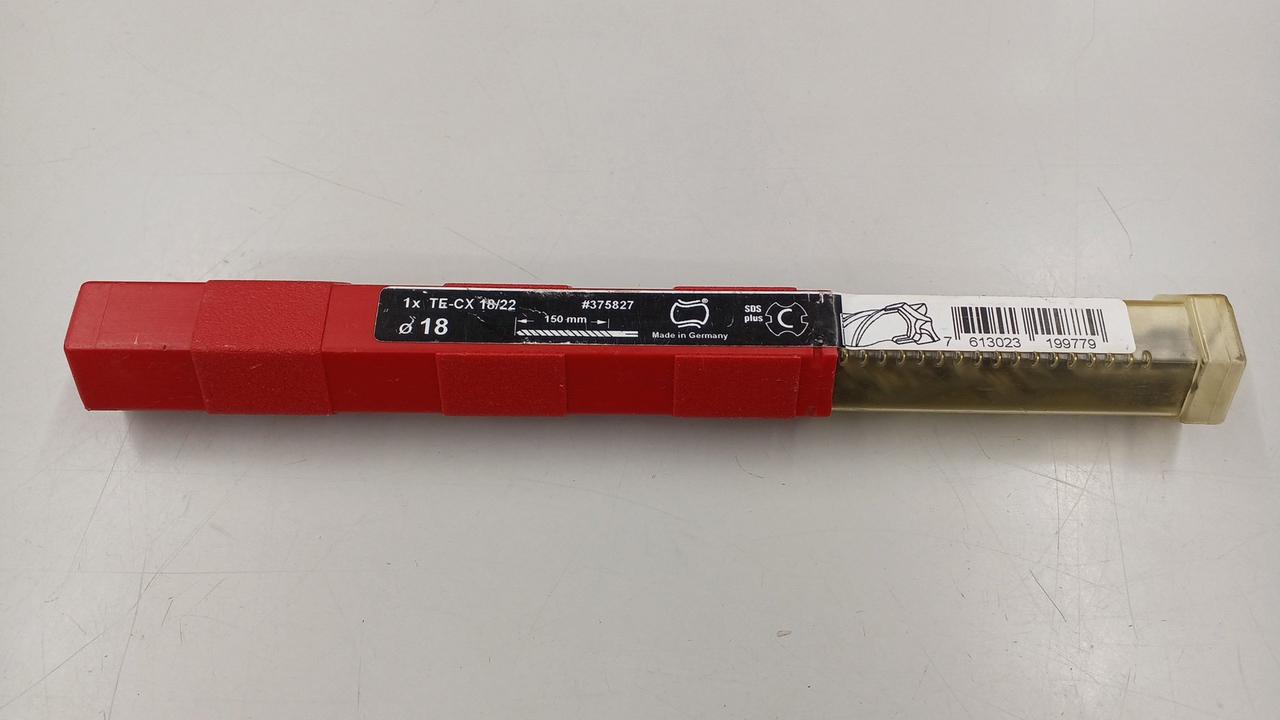 1x TE-CX 18/22 #375827
ø 18
150 mm
Made in Germany
SDS
plus
C
7 613023 199779